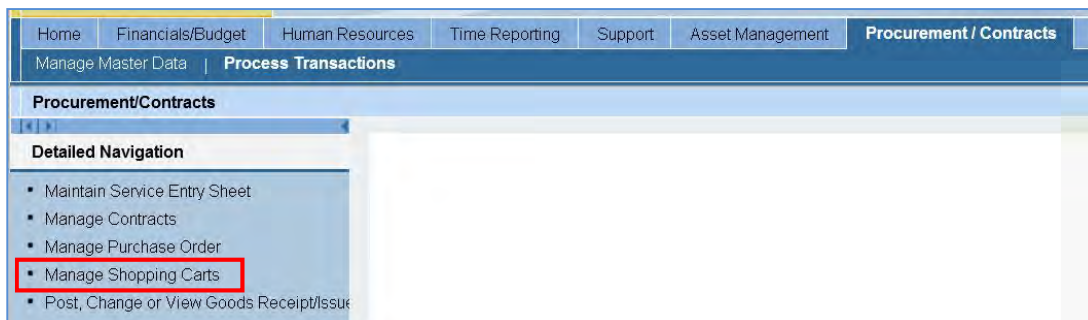 Home Financials/Budget Human Resources Time Reporting Support Asset Management Procurement / Contracts
Manage Master Data | Process Transactions
Procurement/Contracts
Detailed Navigation
• Maintain Service Entry Sheet
• Manage Contracts
• Manage Purchase Order
• Manage Shopping Carts
• Post, Change or View Goods Receipt/Issue